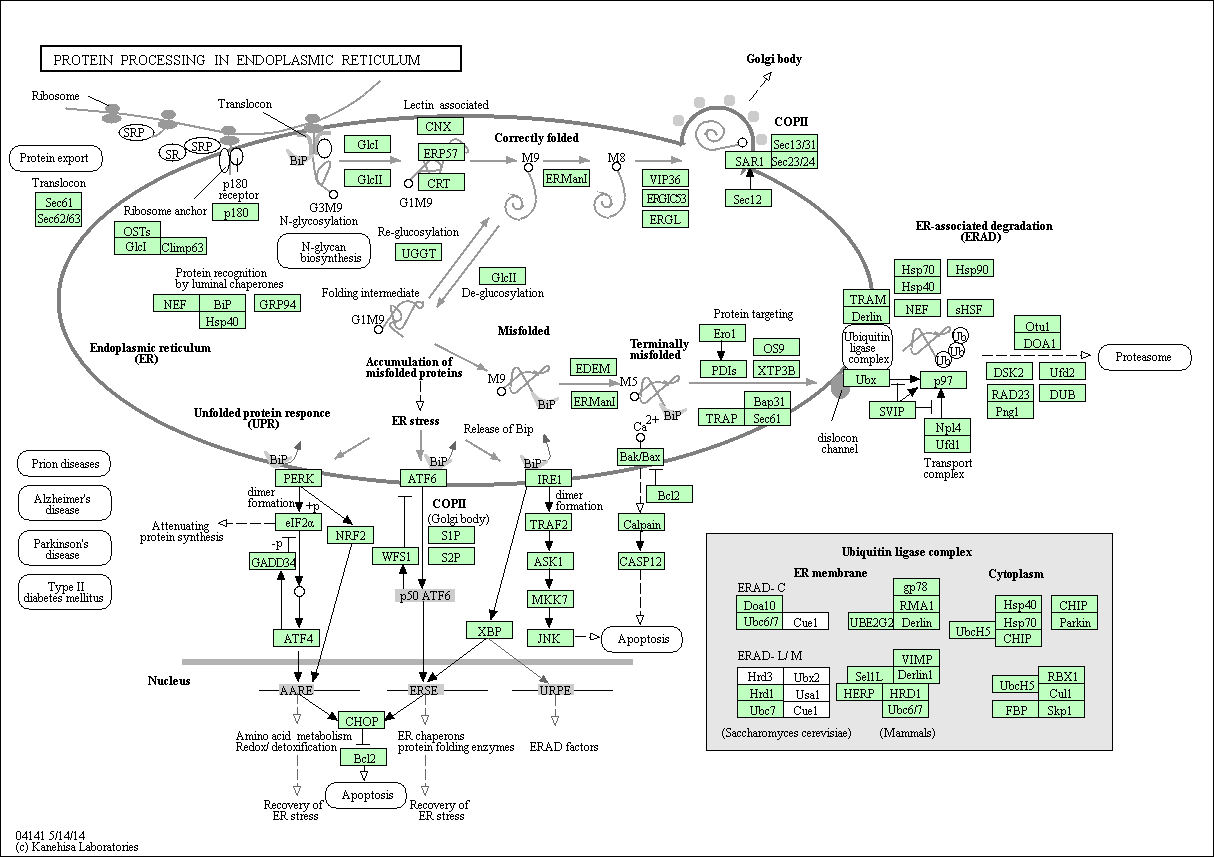 PROTEIN PROCESSING IN ENDOPLASMIC RETICULUM
Golgi body
Ribosome
Translocon
Lectin associated
SRP
SR
SRP
CNX
COPII
Correctly folded
GlcI
ERP57
Sec13/31
SAR1
Sec23/24
Protein export
BiP
M9
M8
GlcII
CRT
ERManI
VIP36
ERGIC53
ERGL
Sec12
Translocon
Sec61
Sec62/63
p180
receptor
p180
G3M9
G1M9
N-glycosylation
Ribosome anchor
OSTs
GlcI
Climp63
N-glycan
biosynthesis
Re-glucosylation
UGGT
GlcII
De-glucosylation
ER-associated degradation
(ERAD)
Hsp70
Hsp90
Hsp40
NEF
sHSF
Protein recognition
by luminal chaperones
NEF
BiP
GRP94
Hsp40
Folding intermediate
G1M9
TRAM
Derlin
Ubiquitin
ligase
complex
Ub
Ub
Ub
Otu1
DOA1
Proteasome
Misfolded
Protein targeting
Ero1
OS9
PDIs
XTP3B
Endoplasmic reticulum
(ER)
Accumulation of
misfolded proteins
Terminally
misfolded
EDEM
M9
M5
ERManI
BiP
BiP
Bap31
TRAP
Sec61
Ubx
p97
SVIP
DSK2
Ufd2
RAD23
DUB
Png1
Npl4
Ufd1
Transport
complex
dislocon
channel
Unfolded protein responce
(UPR)
ER stress
Release of Bip
Ca2+
Bak/Bax
BiP
BiP
BiP
PERK
ATF6
IRE1
Bcl2
Prion diseases
Alzheimer's
disease
Parkinson's
disease
Type II
diabetes mellitus
dimer
formation
+p
eIF2α
Attenuating
protein synthesis
-p
GADD34
NRF2
COPII
(Golgi body)
S1P
S2P
WFS1
p50 ATF6
dimer
formation
TRAF2
ASK1
MKK7
JNK
Calpain
CASP12
Apoptosis
ATF4
XBP
Nucleus
AARE
ERSE
URPE
CHOP
Amino acid metabolism
Redox/ detoxification
ER chaperons
protein folding enzymes
ERAD factors
Bcl2
Apoptosis
Recovery of
ER stress
Recovery of
ER stress
Ubiquitin ligase complex
ER membrane
Cytoplasm
ERAD- C
Doa10
Ubc6/7
Cue1
gp78
RMA1
UBE2G2
Derlin
Hsp40
CHIP
UbcH5
Hsp70
Parkin
CHIP
ERAD- L/ M
Hrd3
Ubx2
Hrd1
Usa1
Ubc7
Cue1
VIMP
Sel1L
Derlin1
HERP
HRD1
Ubc6/7
UbcH5
RBX1
Cul1
FBP
Skp1
(Saccharomyces cerevisiae)
(Mammals)
04141 5/14/14
(c) Kanehisa Laboratories